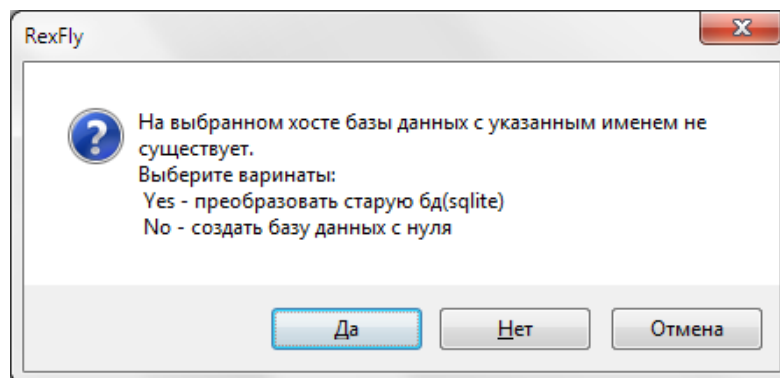 RexFly
На выбранном хосте базы данных с указанным именем не
существует.
Выберите варинаты:
Yes - преобразовать старую бд(sqlite)
No - создать базу данных с нуля
Да
Нет
Отмена